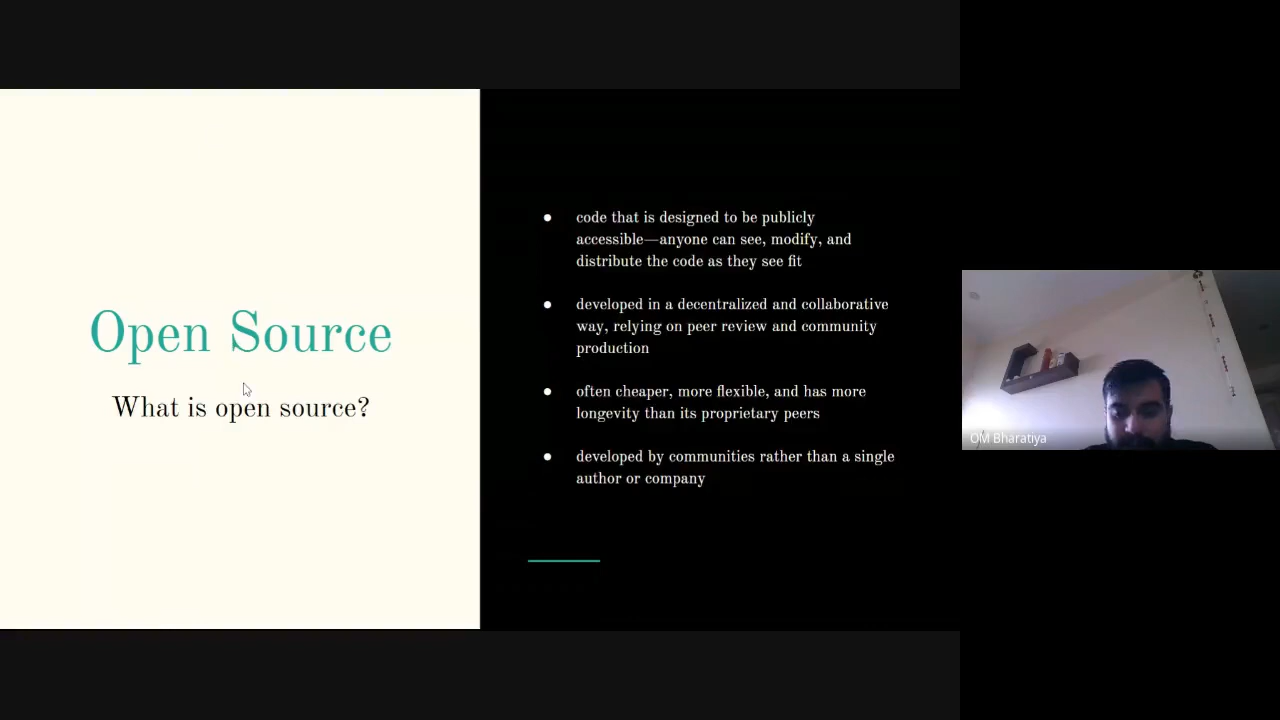 Open Source
What is open source?
● code that is designed to be publicly
accessible—anyone can see, modify, and
distribute the code as they see fit
● developed in a decentralized and collaborative
way, relying on peer review and community
production
● often cheaper, more flexible, and has more
longevity than its proprietary peers
● developed by communities rather than a single
author or company
OM Bharatiya